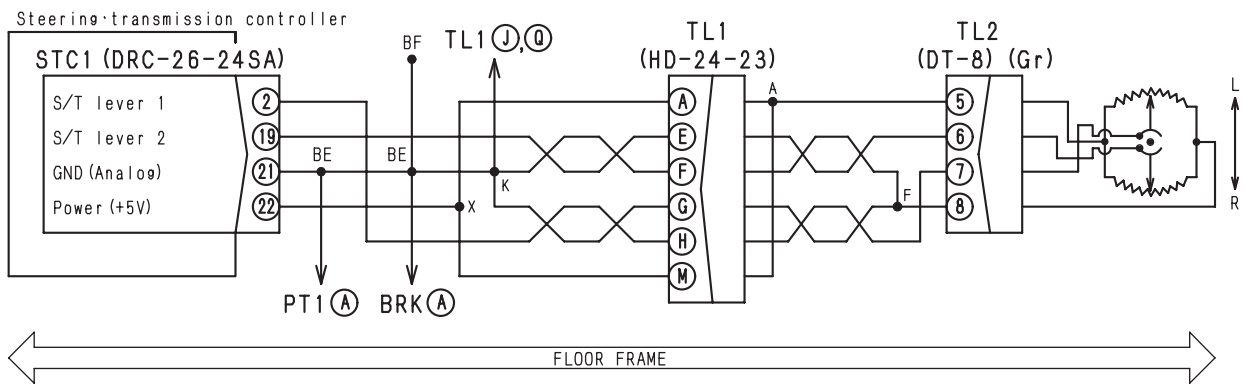 Steering·transmission controller
STC1 (DRC-26-24SA)
S/T lever 1
2
S/T lever 2
19
GND (Analog)
21
Power (+5V)
22
BF
TL1 J, Q
BE
BE
K
X
PT1 A
BRK A
TL1
(HD-24-23)
A
E
F
G
H
M
A
F
TL2
(DT-8) (Gr)
5
6
7
8
L
R
FLOOR FRAME